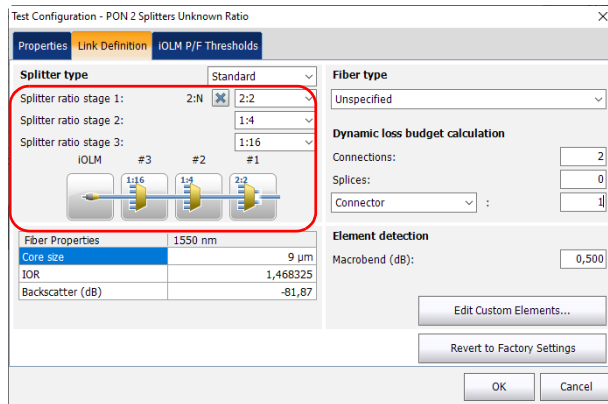 Test Configuration - PON 2 Splitters Unknown Ratio
Properties Link Definition iOLM P/F Thresholds
Splitter type Standard
Splitter ratio stage 1: 2:N 2:2
Splitter ratio stage 2: 1:4
Splitter ratio stage 3: 1:16
iOLM #3 #2 #1
1:16 1:4 2:2
Fiber Properties 1550 nm
Core size 9 µm
IOR 1,468325
Backscatter (dB) -81,87
Fiber type
Unspecified
Dynamic loss budget calculation
Connections: 2
Splices: 0
Connector : 1
Element detection
Macrobend (dB): 0,500
Edit Custom Elements...
Revert to Factory Settings
OK Cancel